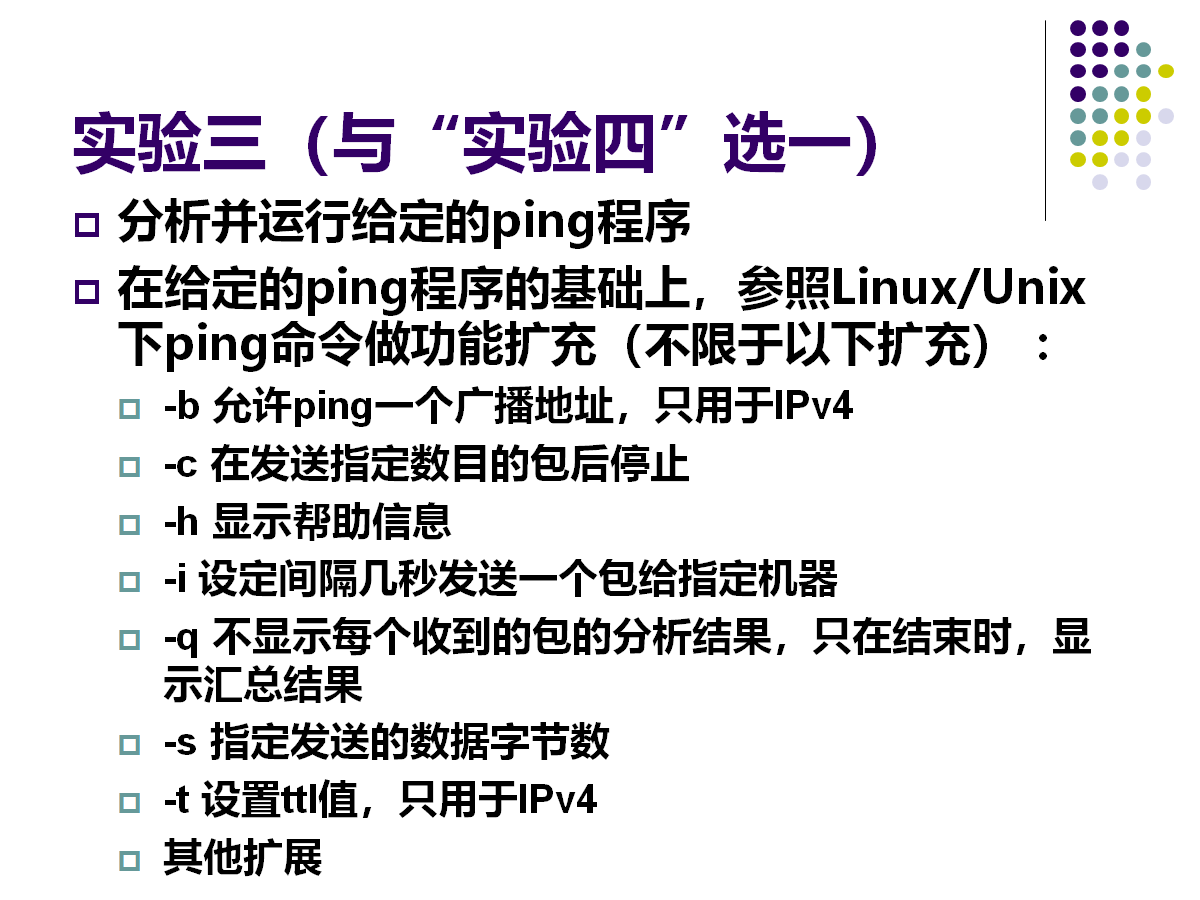 实验三（与“实验四”选一）
分析并运行给定的ping程序
在给定的ping程序的基础上，参照Linux/Unix
下ping命令做功能扩充（不限于以下扩充）：
-b 允许ping一个广播地址，只用于IPv4
-c 在发送指定数目的包后停止
-h 显示帮助信息
-i 设定间隔几秒发送一个包给指定机器
-q 不显示每个收到的包的分析结果，只在结束时，显
示汇总结果
-s 指定发送的数据字节数
-t 设置ttl值，只用于IPv4
其他扩展